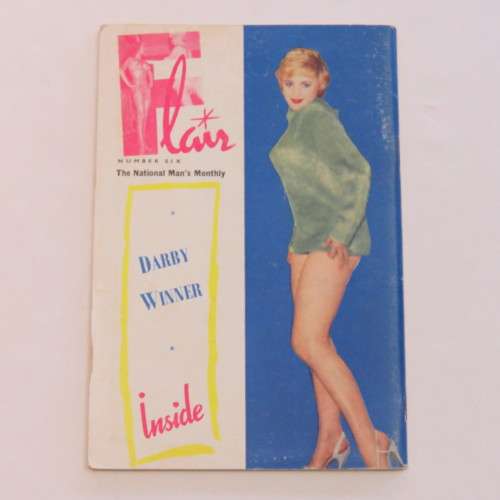 Flair
NUMBER SIX
The National Man's Monthly
DARBY
WINNER
Inside